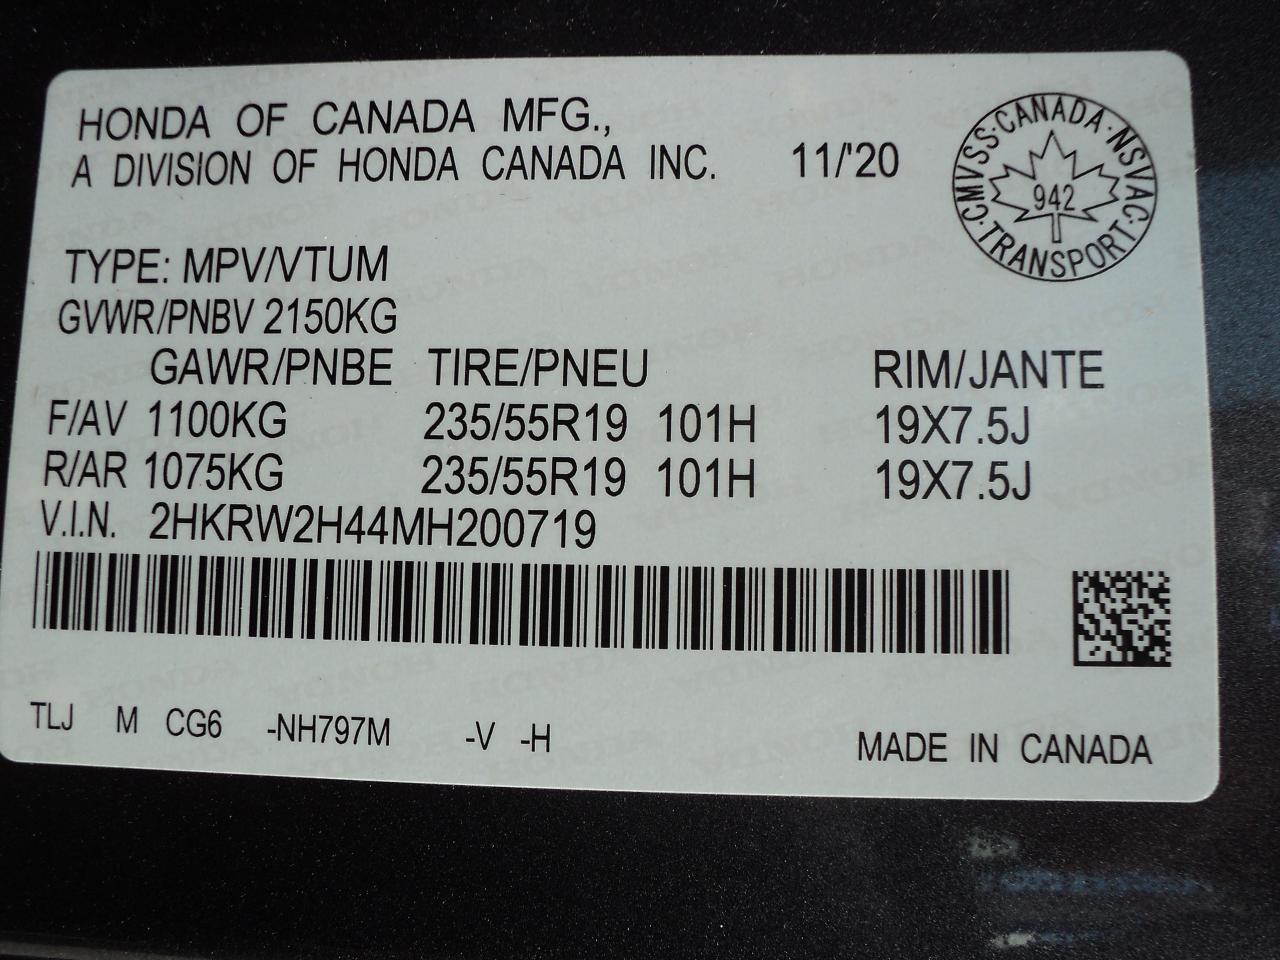 HONDA OF CANADA MFG.,
A DIVISION OF HONDA CANADA INC. 11/'20
CMVSS·CANADA·NSVAC·TRANSPORT·
942
TYPE: MPV/VTUM
GVWR/PNBV 2150KG
GAWR/PNBE TIRE/PNEU RIM/JANTE
F/AV 1100KG 235/55R19 101H 19X7.5J
R/AR 1075KG 235/55R19 101H 19X7.5J
V.I.N. 2HKRW2H44MH200719
TLJ M CG6 -NH797M -V -H
MADE IN CANADA